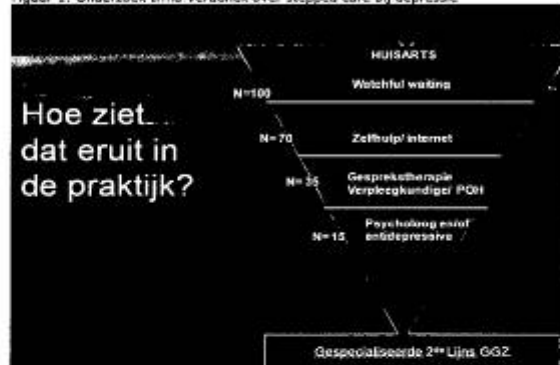 HUISARTS
Watchful waiting
N=100
Hoe ziet
dat eruit in
de praktijk?
N=70
Zelfhulp/ internet
N=35
Gesprekstherapie
Verpleegkundige/ POH
N=15
Psycholoog en/of
antidepressive
Gespecialiseerde 2de Lijns GGZ